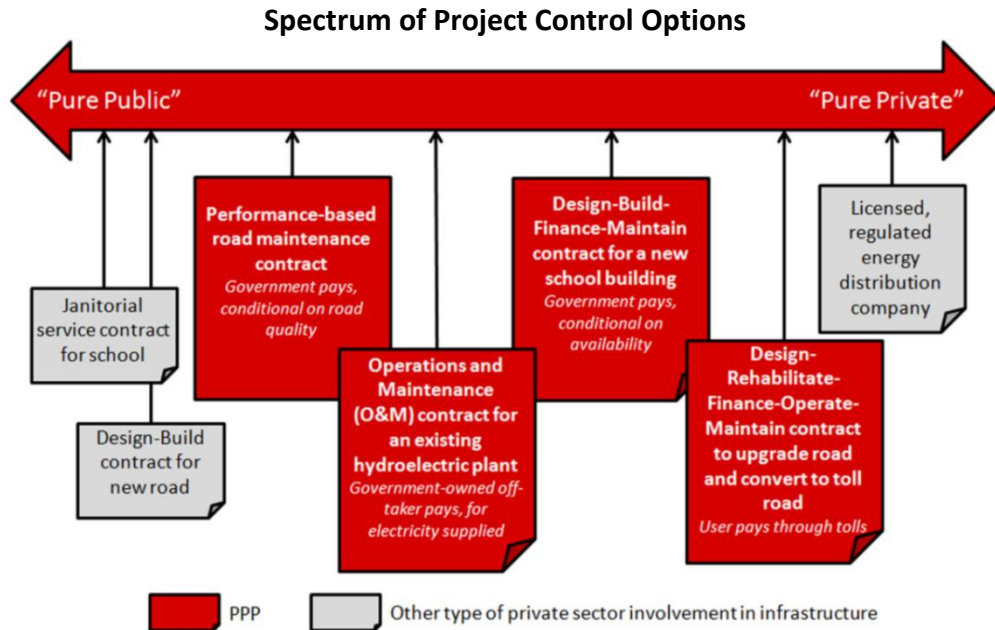 Spectrum of Project Control Options
“Pure Public”
“Pure Private”
Janitorial
service contract
for school
Design-Build
contract for
new road
Performance-based
road maintenance
contract
Government pays,
conditional on road
quality
Operations and
Maintenance
(O&M) contract for
an existing
hydroelectric plant
Government-owned off-
taker pays, for
electricity supplied
Design-Build-
Finance-Maintain
contract for a new
school building
Government pays,
conditional on
availability
Design-
Rehabilitate-
Finance-Operate-
Maintain contract
to upgrade road
and convert to toll
road
User pays through tolls
Licensed,
regulated
energy
distribution
company
PPP
Other type of private sector involvement in infrastructure